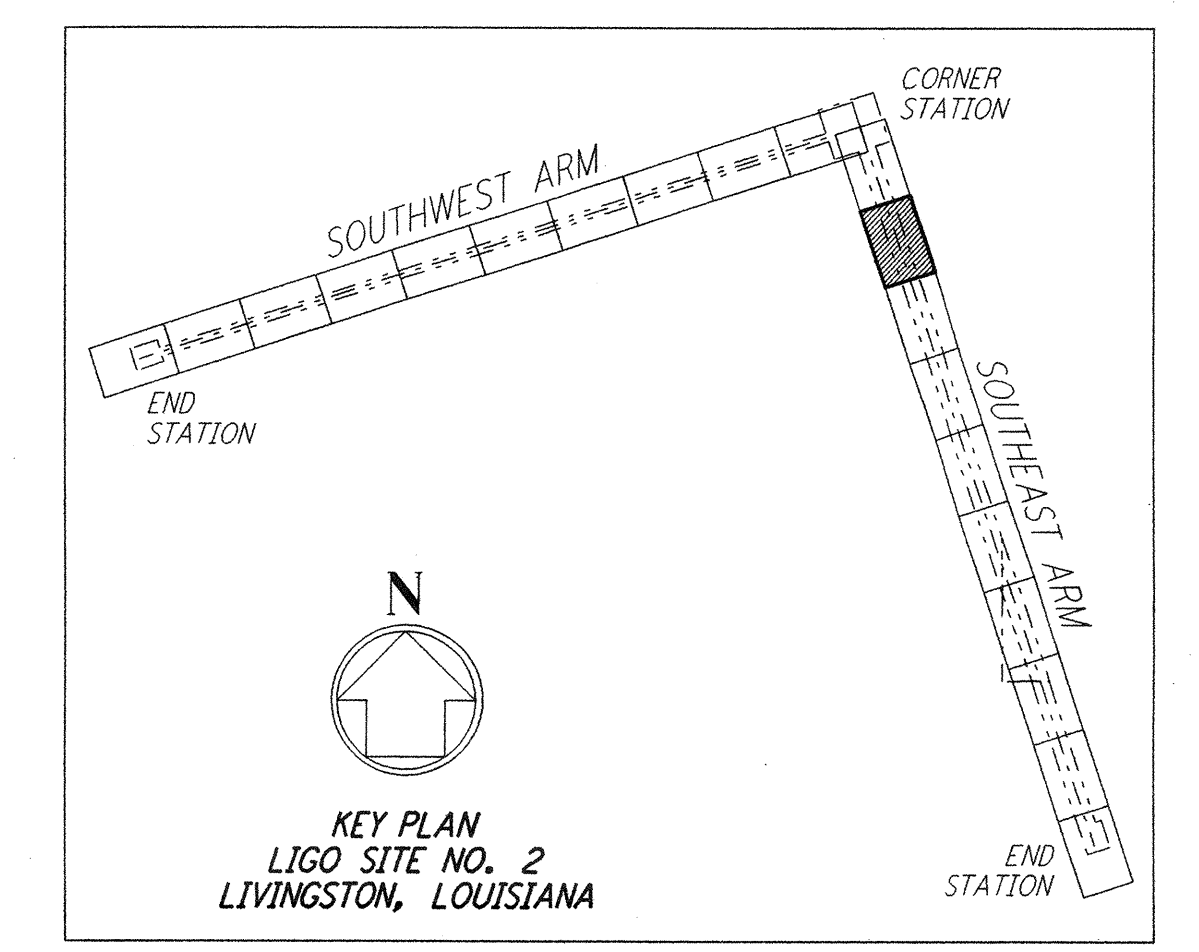 CORNER
STATION
SOUTHWEST ARM
END
STATION
SOUTHEAST ARM
N
KEY PLAN
LIGO SITE NO. 2
LIVINGSTON, LOUISIANA
END
STATION